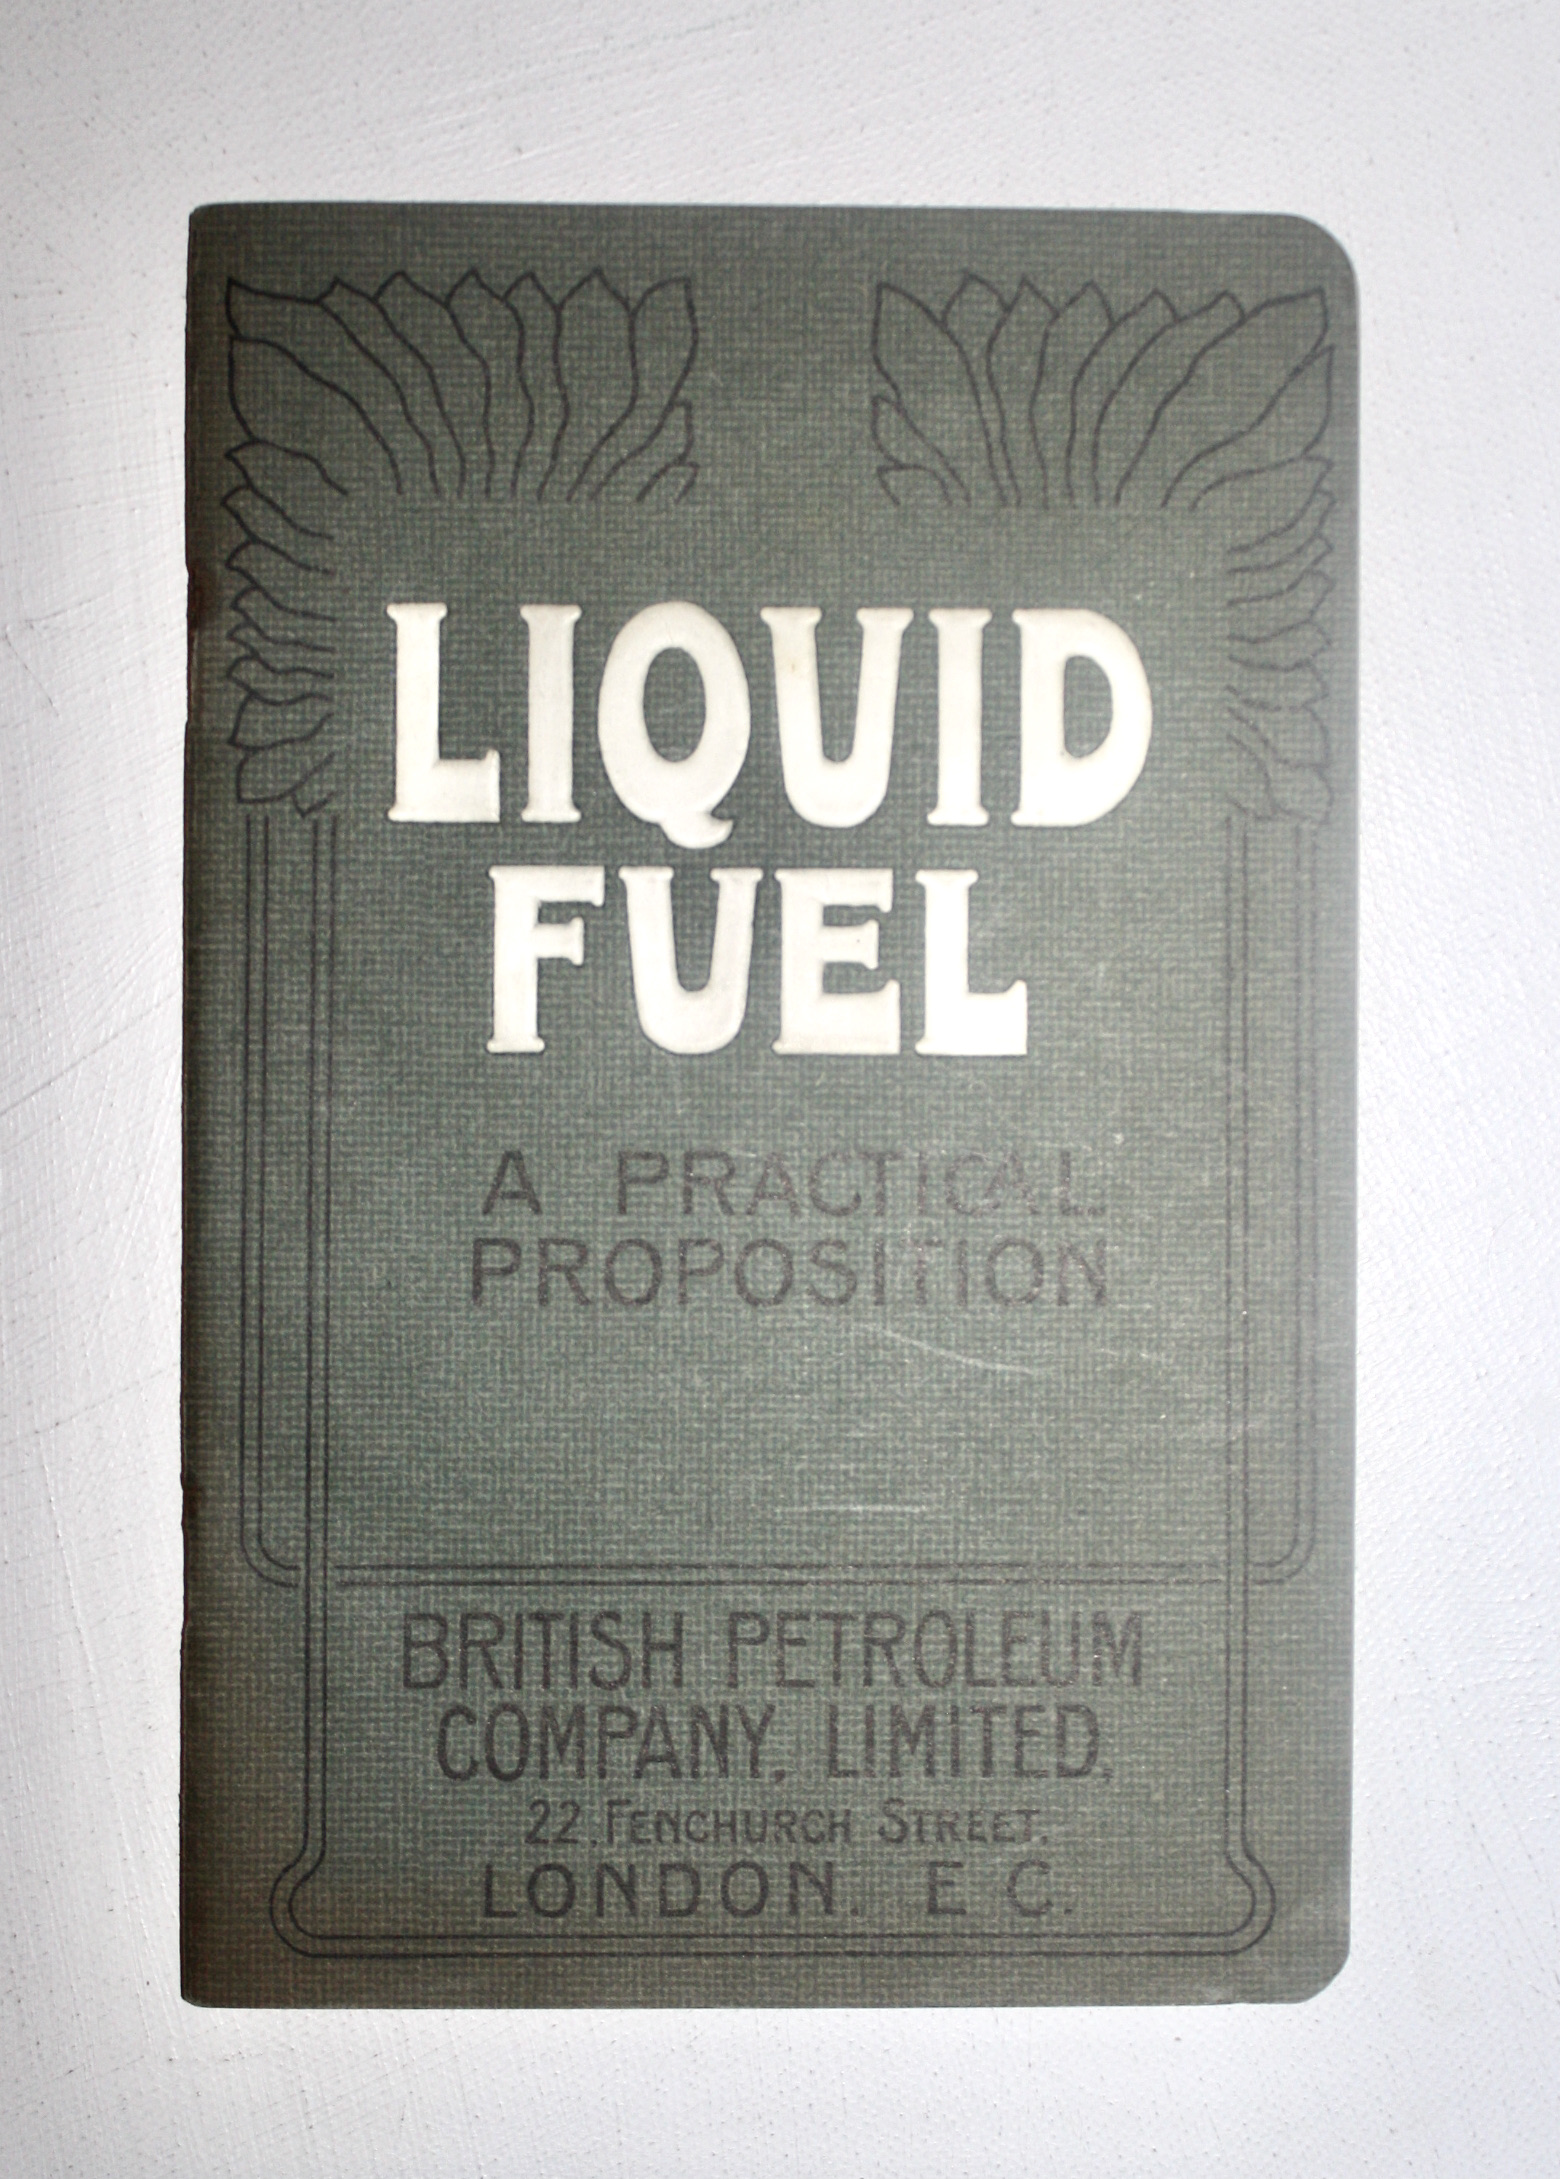 LIQUID
FUEL
A PRACTICAL
PROPOSITION
BRITISH PETROLEUM
COMPANY, LIMITED,
22, FENCHURCH STREET.
LONDON. E.C.